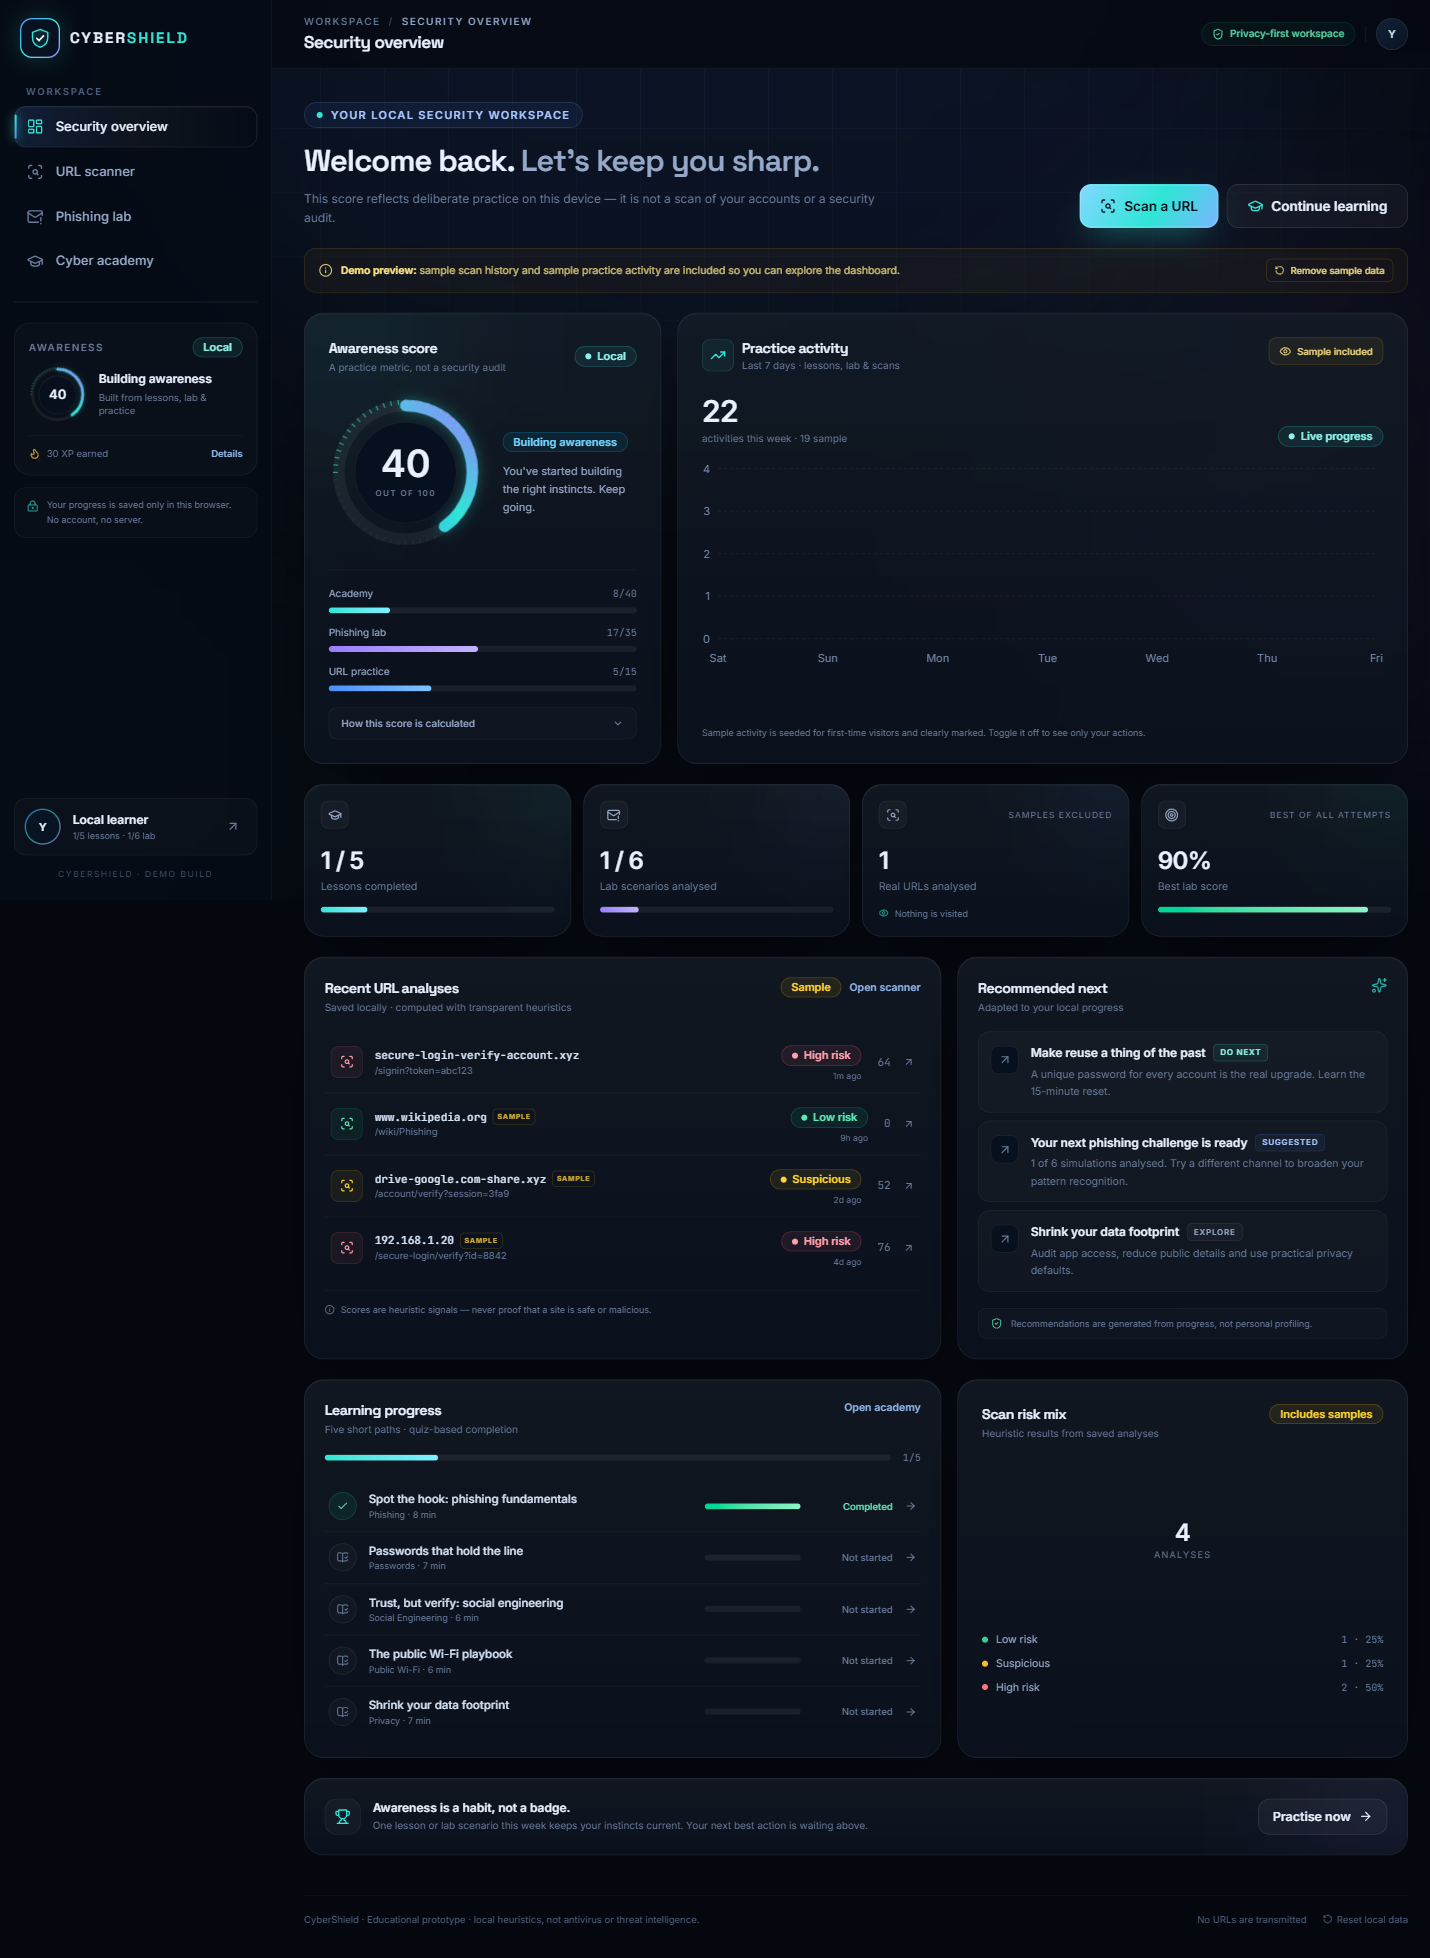 CYBERSHIELD
WORKSPACE
Security overview
URL scanner
Phishing lab
Cyber academy
AWARENESS
Local
40
Building awareness
Built from lessons, lab &
practice
30 XP earned
Details
Your progress is saved only in this browser.
No account, no server.
Y
Local learner
1/5 lessons · 1/6 lab
CYBERSHIELD · DEMO BUILD
WORKSPACE / SECURITY OVERVIEW
Security overview
Privacy-first workspace
Y
YOUR LOCAL SECURITY WORKSPACE
Welcome back. Let's keep you sharp.
This score reflects deliberate practice on this device — it is not a scan of your accounts or a security
audit.
Scan a URL
Continue learning
Demo preview: sample scan history and sample practice activity are included so you can explore the dashboard.
Remove sample data
Awareness score
A practice metric, not a security audit
Local
40
OUT OF 100
Building awareness
You've started building
the right instincts. Keep
going.
Academy 8/40
Phishing lab 17/35
URL practice 5/15
How this score is calculated
Practice activity
Last 7 days · lessons, lab & scans
Sample included
22
activities this week · 19 sample
Live progress
4
3
2
1
0
Sat Sun Mon Tue Wed Thu Fri
Sample activity is seeded for first-time visitors and clearly marked. Toggle it off to see only your actions.
1/5
Lessons completed
1/6
Lab scenarios analysed
SAMPLES EXCLUDED
1
Real URLs analysed
Nothing is visited
BEST OF ALL ATTEMPTS
90%
Best lab score
Recent URL analyses
Saved locally · computed with transparent heuristics
Sample
Open scanner
secure-login-verify-account.xyz
/signin?token=abc123
High risk
1m ago
64
www.wikipedia.org SAMPLE
/wiki/Phishing
Low risk
9h ago
0
drive-google.com-share.xyz SAMPLE
/account/verify?session=3fa9
Suspicious
2d ago
52
192.168.1.20 SAMPLE
/secure-login/verify?id=8842
High risk
4d ago
76
Scores are heuristic signals — never proof that a site is safe or malicious.
Recommended next
Adapted to your local progress
Make reuse a thing of the past DO NEXT
A unique password for every account is the real upgrade. Learn the
15-minute reset.
Your next phishing challenge is ready SUGGESTED
1 of 6 simulations analysed. Try a different channel to broaden your
pattern recognition.
Shrink your data footprint EXPLORE
Audit app access, reduce public details and use practical privacy
defaults.
Recommendations are generated from progress, not personal profiling.
Learning progress
Five short paths · quiz-based completion
Open academy
1/5
Spot the hook: phishing fundamentals
Phishing · 8 min
Completed
Passwords that hold the line
Passwords · 7 min
Not started
Trust, but verify: social engineering
Social Engineering · 6 min
Not started
The public Wi-Fi playbook
Public Wi-Fi · 6 min
Not started
Shrink your data footprint
Privacy · 7 min
Not started
Scan risk mix
Heuristic results from saved analyses
Includes samples
4
ANALYSES
Low risk 1 · 25%
Suspicious 1 · 25%
High risk 2 · 50%
Awareness is a habit, not a badge.
One lesson or lab scenario this week keeps your instincts current. Your next best action is waiting above.
Practise now
CyberShield · Educational prototype · local heuristics, not antivirus or threat intelligence.
No URLs are transmitted
Reset local data